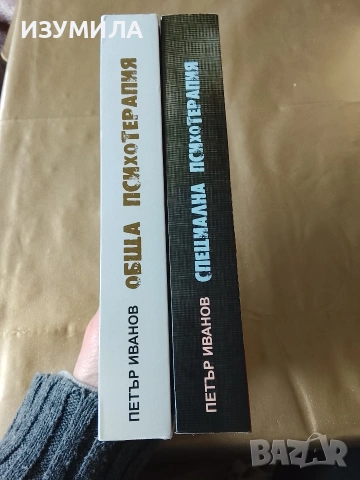 ИЗУМИЛА
ПЕТЪР ИВАНОВ ОБЩА ПСИХОТЕРАПИЯ
ПЕТЪР ИВАНОВ СПЕЦИАЛНА ПСИХОТЕРАПИЯ
BAZAR